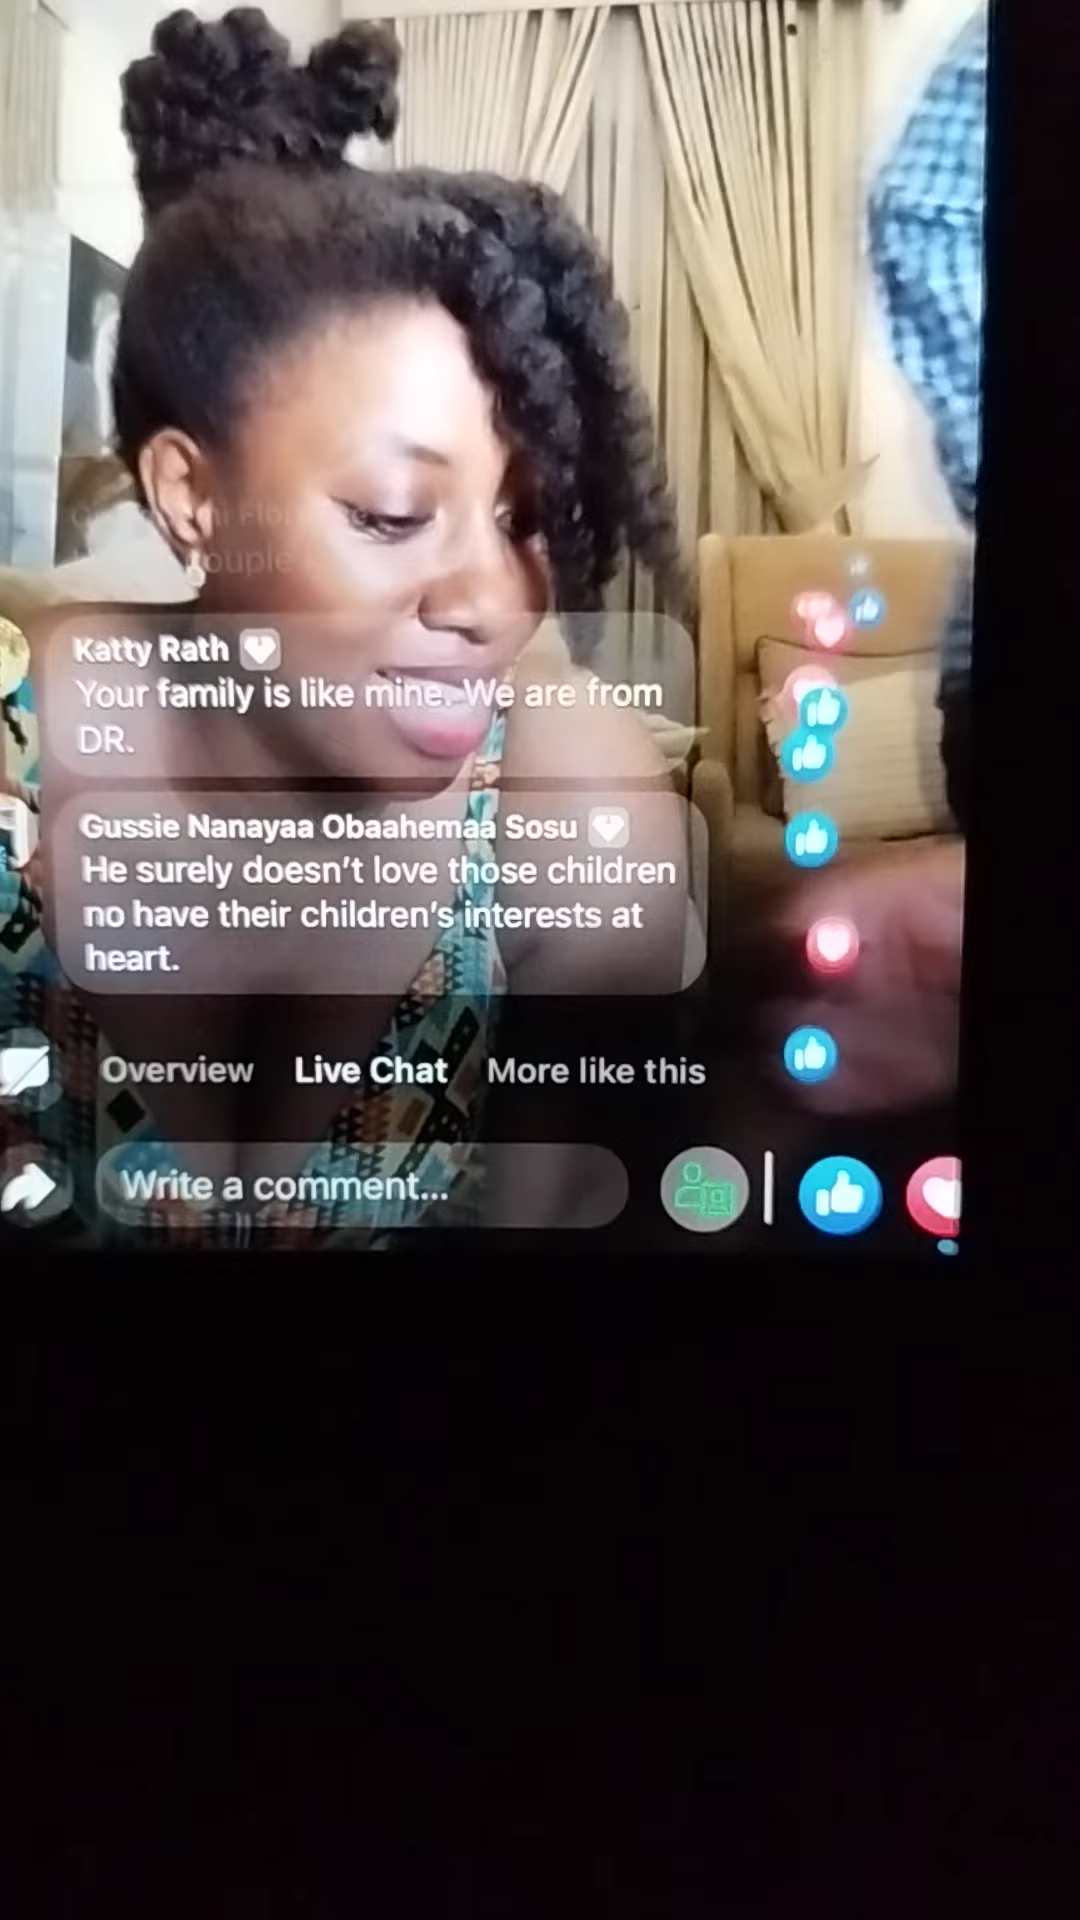 couple
Katty Rath
Your family is like mine. We are from
DR.
Gussie Nanayaa Obaahemaa Sosu
He surely doesn't love those children
no have their children's interests at
heart.
Overview Live Chat More like this
Write a comment...